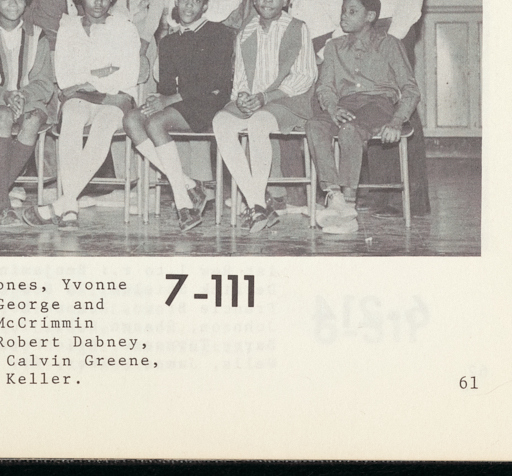 ones, Yvonne
George and
McCrimmin
Robert Dabney,
Calvin Greene,
Keller.
7-111
61